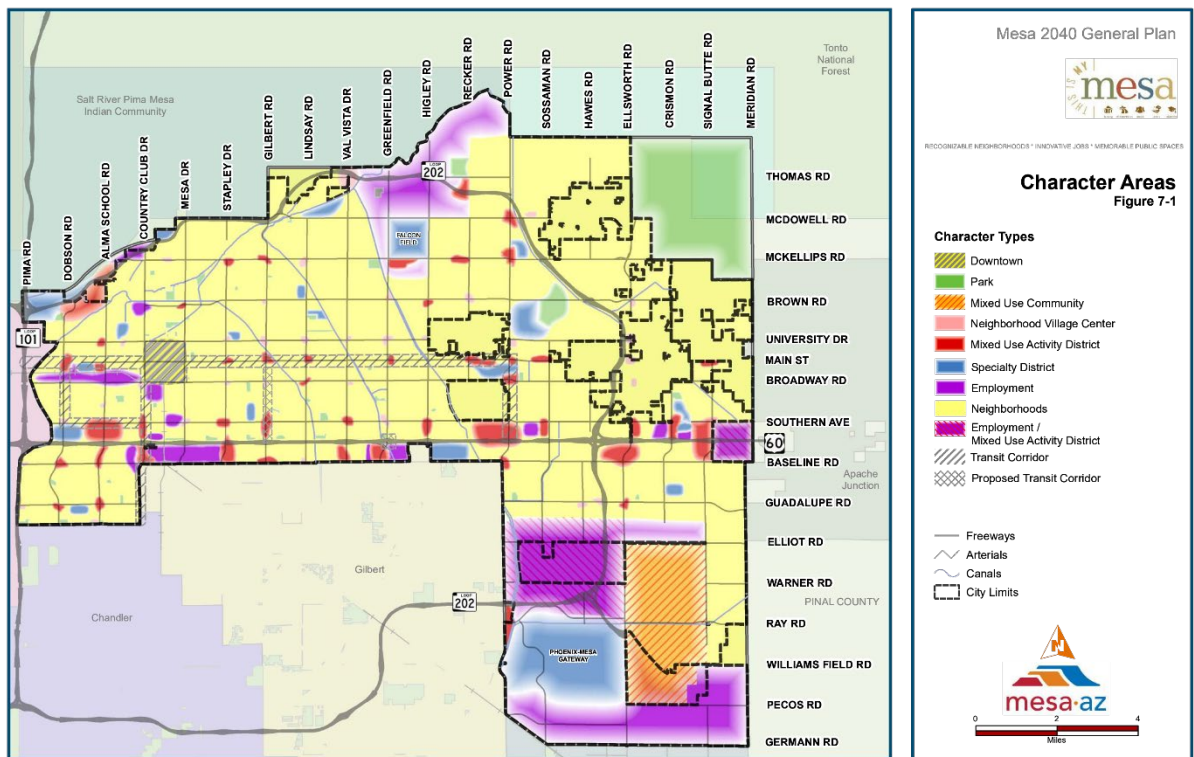 Salt River Pima Mesa
Indian Community
Tonto
National
Forest
PIMA RD
DOBSON RD
ALMA SCHOOL RD
COUNTRY CLUB DR
MESA DR
STAPLEY DR
GILBERT RD
LINDSAY RD
VAL VISTA DR
GREENFIELD RD
HIGLEY RD
RECKER RD
POWER RD
SOSSAMAN RD
HAWES RD
ELLSWORTH RD
CRISMON RD
SIGNAL BUTTE RD
MERIDIAN RD
LOOP
202
THOMAS RD
MCDOWELL RD
FALCON
FIELD
MCKELLIPS RD
BROWN RD
LOOP
101
UNIVERSITY DR
MAIN ST
BROADWAY RD
SOUTHERN AVE
60
BASELINE RD
Apache
Junction
GUADALUPE RD
ELLIOT RD
Gilbert
WARNER RD
LOOP
202
PINAL COUNTY
Chandler
RAY RD
PHOENIX-MESA
GATEWAY
WILLIAMS FIELD RD
PECOS RD
GERMANN RD
Mesa 2040 General Plan
THIS IS MY
mesa
RECOGNIZABLE NEIGHBORHOODS * INNOVATIVE JOBS * MEMORABLE PUBLIC SPACES
Character Areas
Figure 7-1
Character Types
Downtown
Park
Mixed Use Community
Neighborhood Village Center
Mixed Use Activity District
Specialty District
Employment
Neighborhoods
Employment /
Mixed Use Activity District
Transit Corridor
Proposed Transit Corridor
Freeways
Arterials
Canals
City Limits
N
mesa·az
0 2 4
Miles